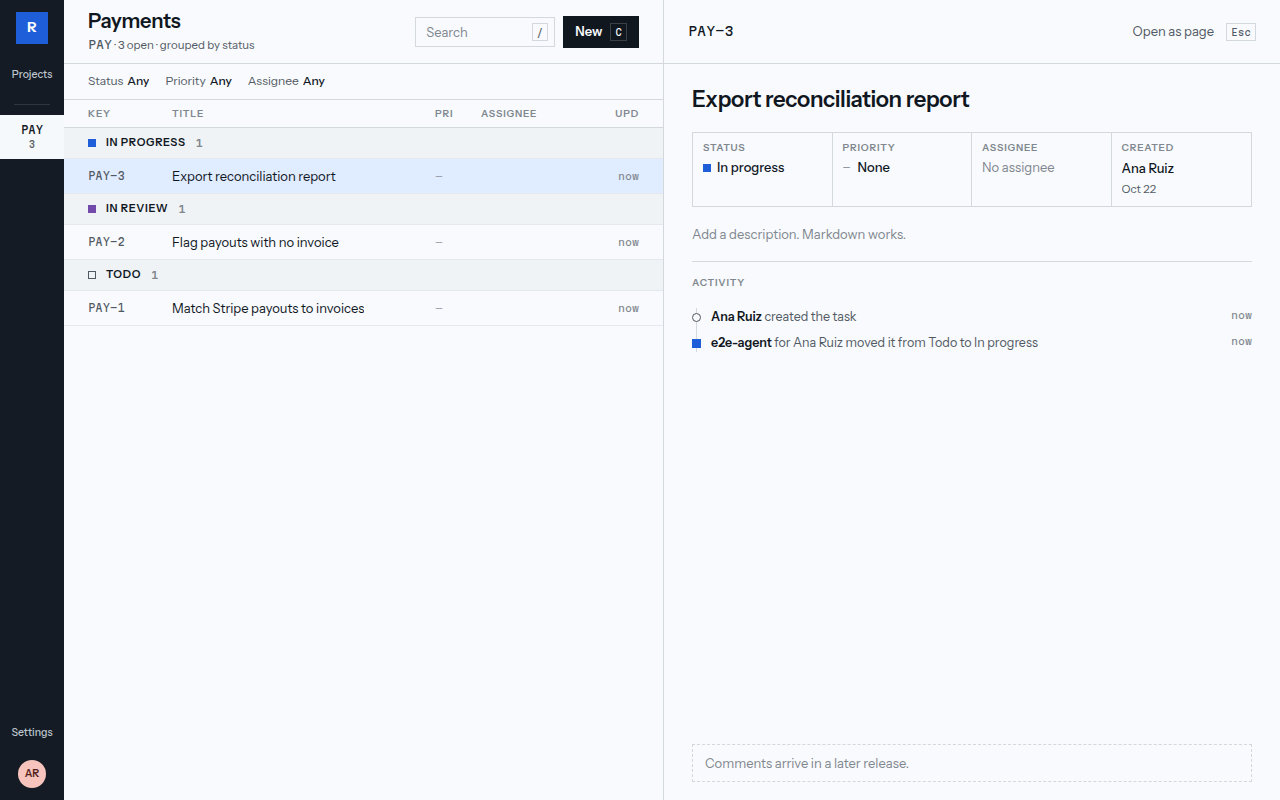 R
Projects
PAY
3
Settings
AR
Payments
PAY · 3 open · grouped by status
Search /
New C
Status Any Priority Any Assignee Any
KEY TITLE PRI ASSIGNEE UPD
IN PROGRESS 1
PAY-3 Export reconciliation report — now
IN REVIEW 1
PAY-2 Flag payouts with no invoice — now
TODO 1
PAY-1 Match Stripe payouts to invoices — now
PAY-3
Open as page Esc
Export reconciliation report
STATUS PRIORITY ASSIGNEE CREATED
In progress — None No assignee Ana Ruiz
Oct 22
Add a description. Markdown works.
ACTIVITY
Ana Ruiz created the task now
e2e-agent for Ana Ruiz moved it from Todo to In progress now
Comments arrive in a later release.